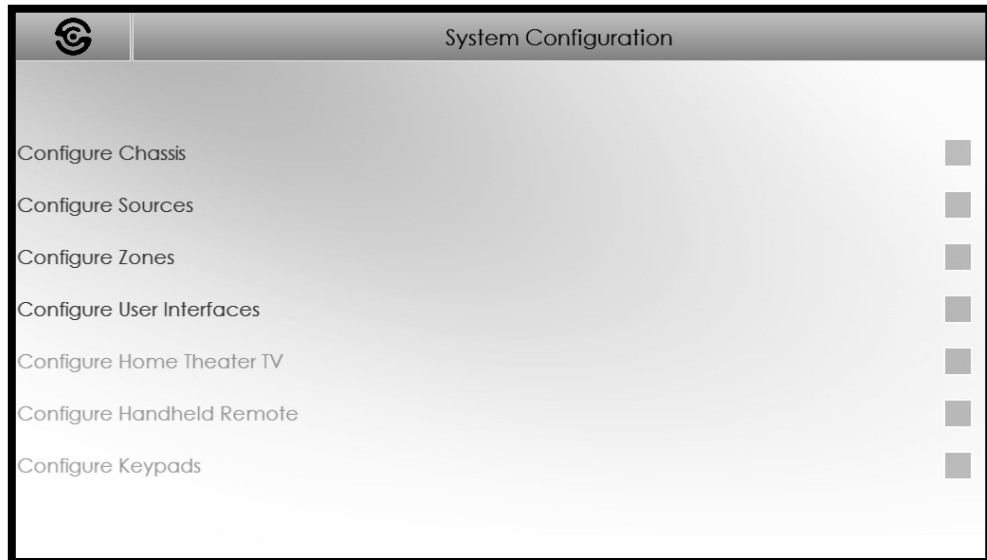 System Configuration
Configure Chassis
Configure Sources
Configure Zones
Configure User Interfaces
Configure Home Theater TV
Configure Handheld Remote
Configure Keypads